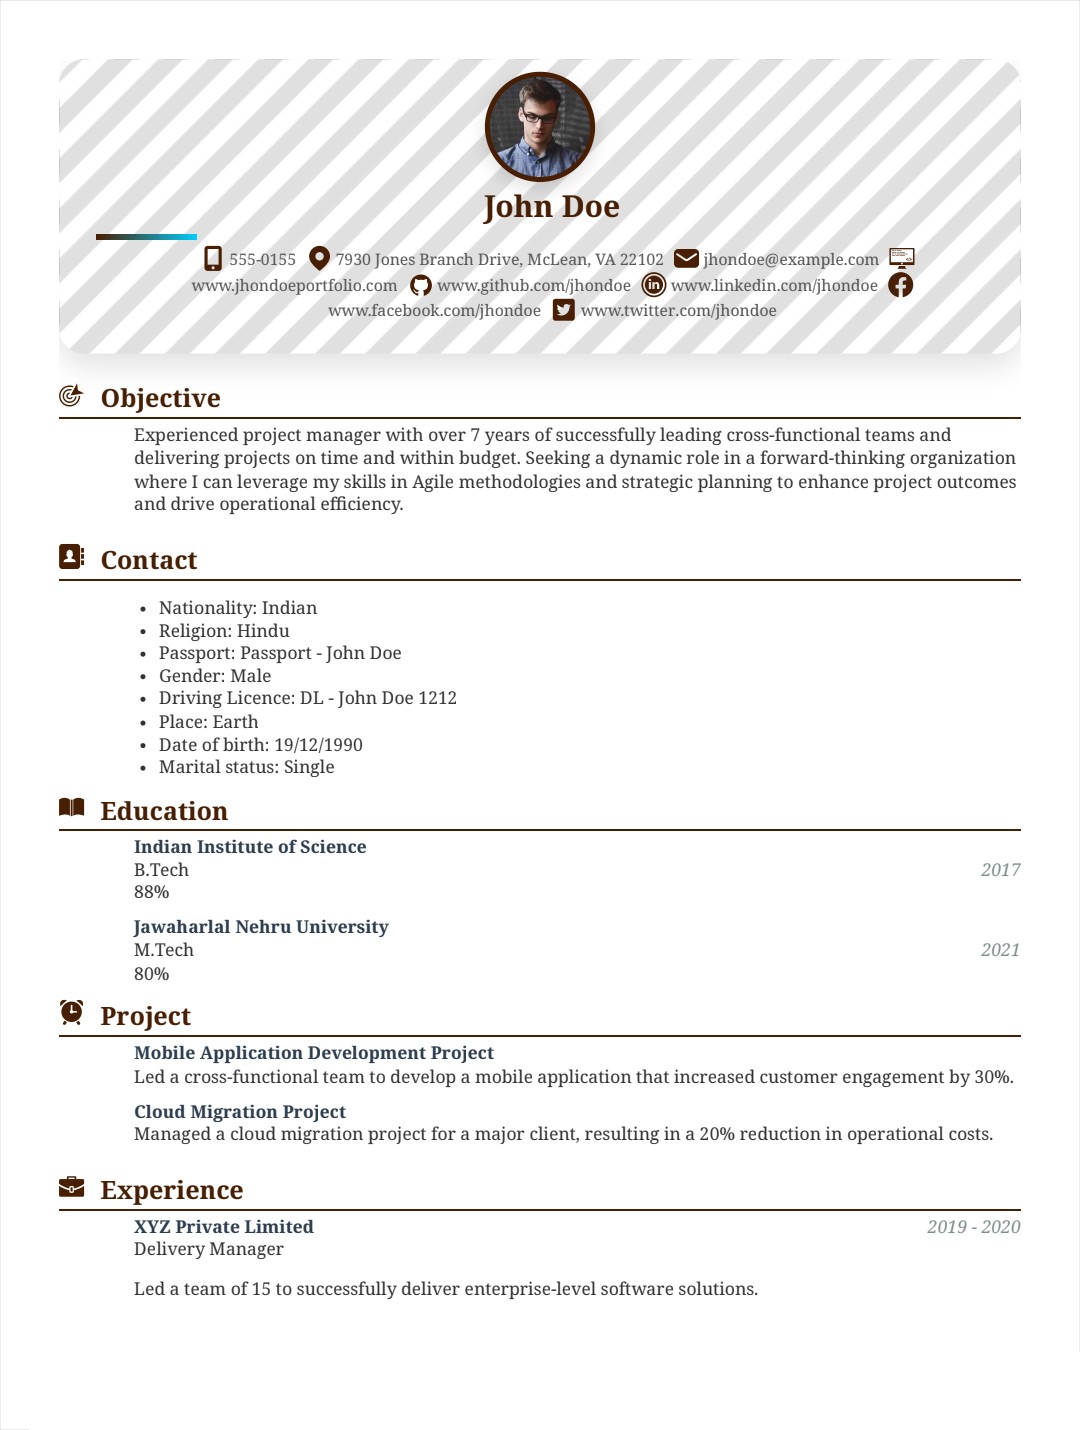 John Doe
555-0155 7930 Jones Branch Drive, McLean, VA 22102 jhondoe@example.com
www.jhondoeportfolio.com www.github.com/jhondoe www.linkedin.com/jhondoe
www.facebook.com/jhondoe www.twitter.com/jhondoe
Objective
Experienced project manager with over 7 years of successfully leading cross-functional teams and
delivering projects on time and within budget. Seeking a dynamic role in a forward-thinking organization
where I can leverage my skills in Agile methodologies and strategic planning to enhance project outcomes
and drive operational efficiency.
Contact
• Nationality: Indian
• Religion: Hindu
• Passport: Passport - John Doe
• Gender: Male
• Driving Licence: DL - John Doe 1212
• Place: Earth
• Date of birth: 19/12/1990
• Marital status: Single
Education
Indian Institute of Science
B.Tech 2017
88%
Jawaharlal Nehru University
M.Tech 2021
80%
Project
Mobile Application Development Project
Led a cross-functional team to develop a mobile application that increased customer engagement by 30%.
Cloud Migration Project
Managed a cloud migration project for a major client, resulting in a 20% reduction in operational costs.
Experience
XYZ Private Limited 2019 - 2020
Delivery Manager
Led a team of 15 to successfully deliver enterprise-level software solutions.